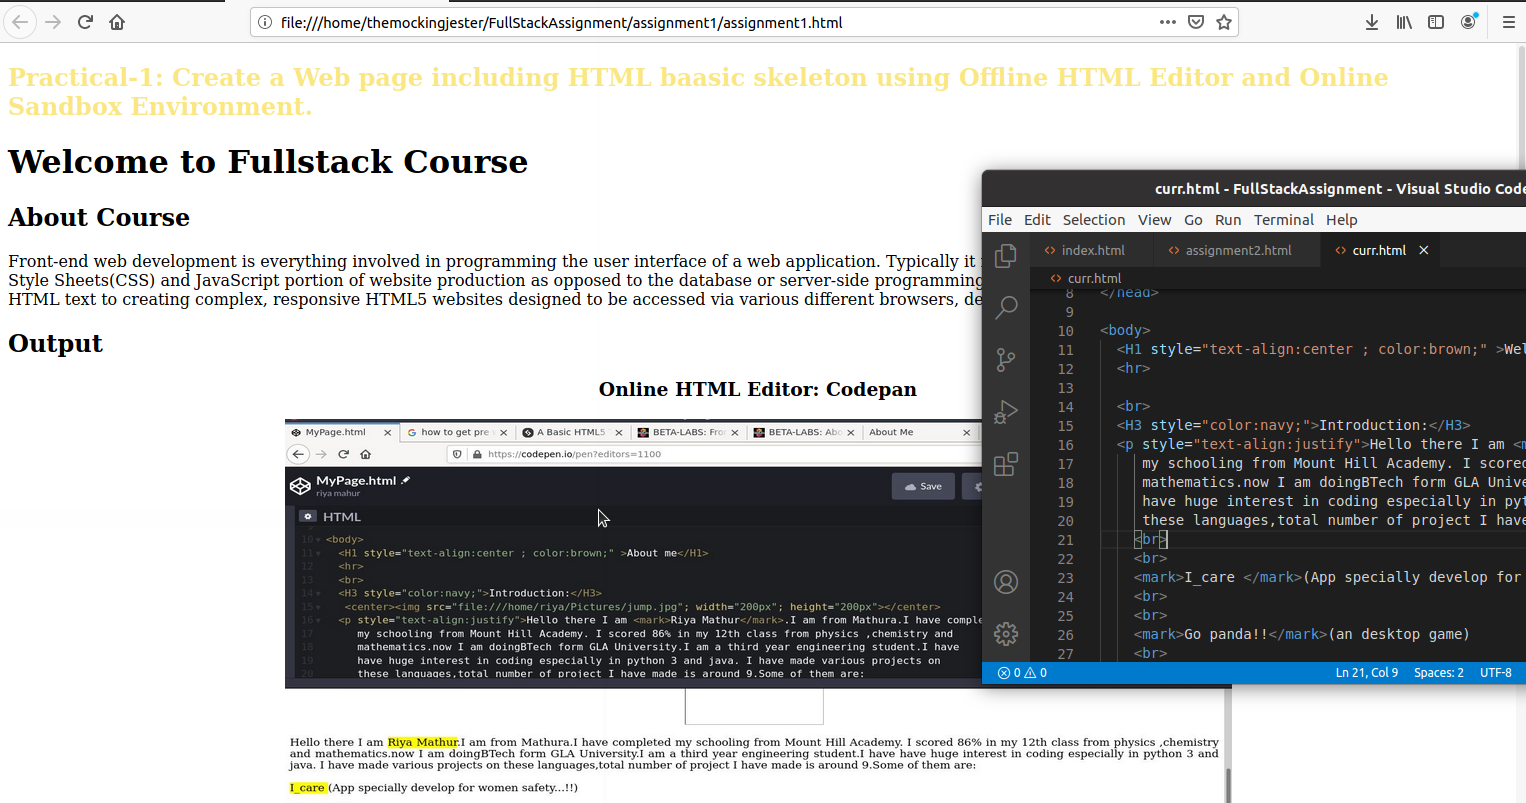 file:///home/themockingjester/FullStackAssignment/assignment1/assignment1.html
Practical-1: Create a Web page including HTML baasic skeleton using Offline HTML Editor and Online
Sandbox Environment.
Welcome to Fullstack Course
About Course
Front-end web development is everything involved in programming the user interface of a web application. Typically it
Style Sheets(CSS) and JavaScript portion of website production as opposed to the database or server-side programming
HTML text to creating complex, responsive HTML5 websites designed to be accessed via various different browsers, de
Output
Online HTML Editor: Codepan
MyPage.html
how to get pre
A Basic HTML5
BETA-LABS: Fro
BETA-LABS: Abo
About Me
https://codepen.io/pen?editors=1100
MyPage.html
riya mahur
Save
HTML
10 <body>
11 <H1 style="text-align:center ; color:brown;" >About me</H1>
12 <hr>
13 <br>
14 <H3 style="color:navy;">Introduction:</H3>
15 <center><img src="file:///home/riya/Pictures/jump.jpg"; width="200px"; height="200px"></center>
16 <p style="text-align:justify">Hello there I am <mark>Riya Mathur</mark>.I am from Mathura.I have comple
17 my schooling from Mount Hill Academy. I scored 86% in my 12th class from physics ,chemistry and
18 mathematics.now I am doingBTech form GLA University.I am a third year engineering student.I have
19 have huge interest in coding especially in python 3 and java. I have made various projects on
20 these languages,total number of project I have made is around 9.Some of them are:
Hello there I am Riya Mathur.I am from Mathura.I have completed my schooling from Mount Hill Academy. I scored 86% in my 12th class from physics ,chemistry
and mathematics.now I am doingBTech form GLA University.I am a third year engineering student.I have have huge interest in coding especially in python 3 and
java. I have made various projects on these languages,total number of project I have made is around 9.Some of them are:
I_care (App specially develop for women safety...!!)
curr.html - FullStackAssignment - Visual Studio Code
File Edit Selection View Go Run Terminal Help
index.html
assignment2.html
curr.html
curr.html
8 </head>
9
10 <body>
11 <H1 style="text-align:center ; color:brown;" >Wel
12 <hr>
13
14 <br>
15 <H3 style="color:navy;">Introduction:</H3>
16 <p style="text-align:justify">Hello there I am <m
17 my schooling from Mount Hill Academy. I scored
18 mathematics.now I am doingBTech form GLA Unive
19 have huge interest in coding especially in pyt
20 these languages,total number of project I have
21 <br>
22 <br>
23 <mark>I_care </mark>(App specially develop for
24 <br>
25 <br>
26 <mark>Go panda!!</mark>(an desktop game)
27 <br>
0 0 Ln 21, Col 9 Spaces: 2 UTF-8